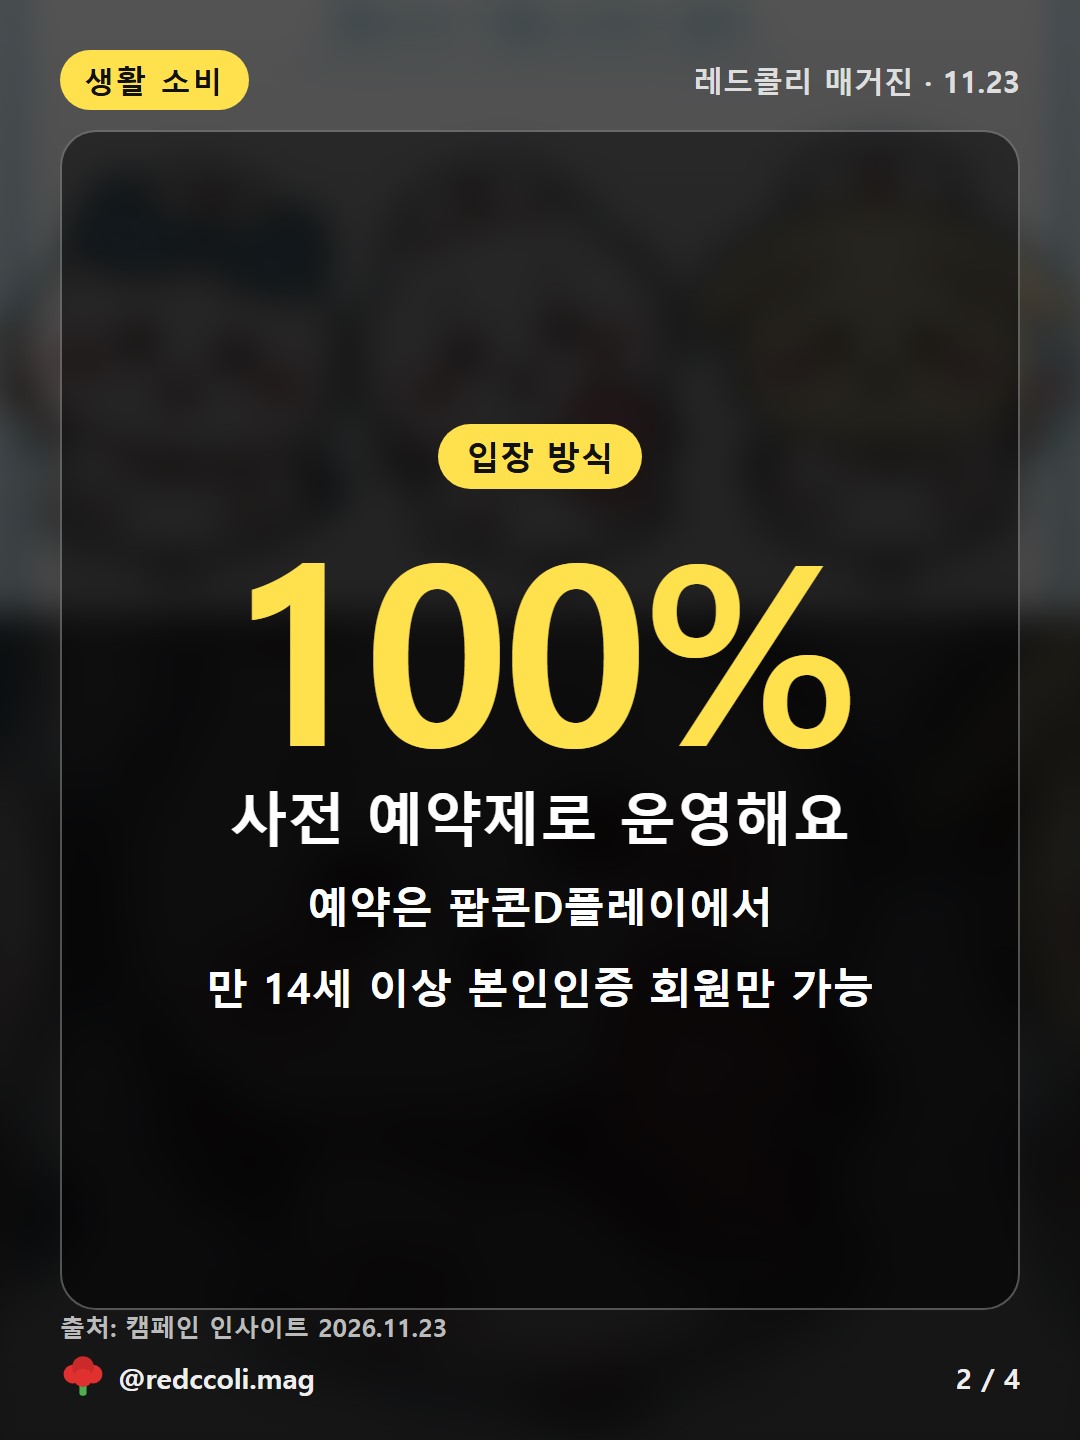 생활 소비
레드콜리 매거진 · 11.23
입장 방식
100%
사전 예약제로 운영해요
예약은 팝콘D플레이에서
만 14세 이상 본인인증 회원만 가능
출처: 캠페인 인사이트 2026.11.23
@redccoli.mag
2 / 4